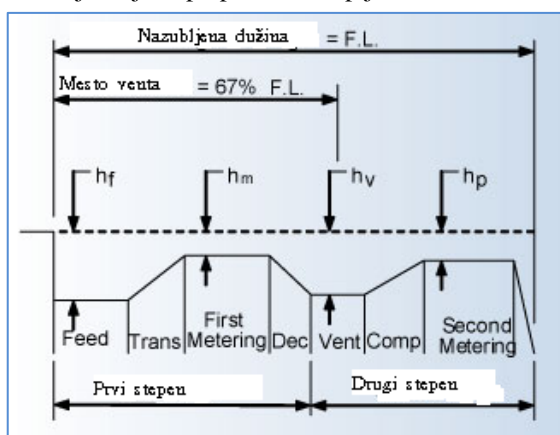 Nazubljena dužina = F.L.
Mesto venta = 67% F.L.
hf hm hv hp
Feed Trans First Metering Dec Vent Comp Second Metering
Prvi stepen Drugi stepen